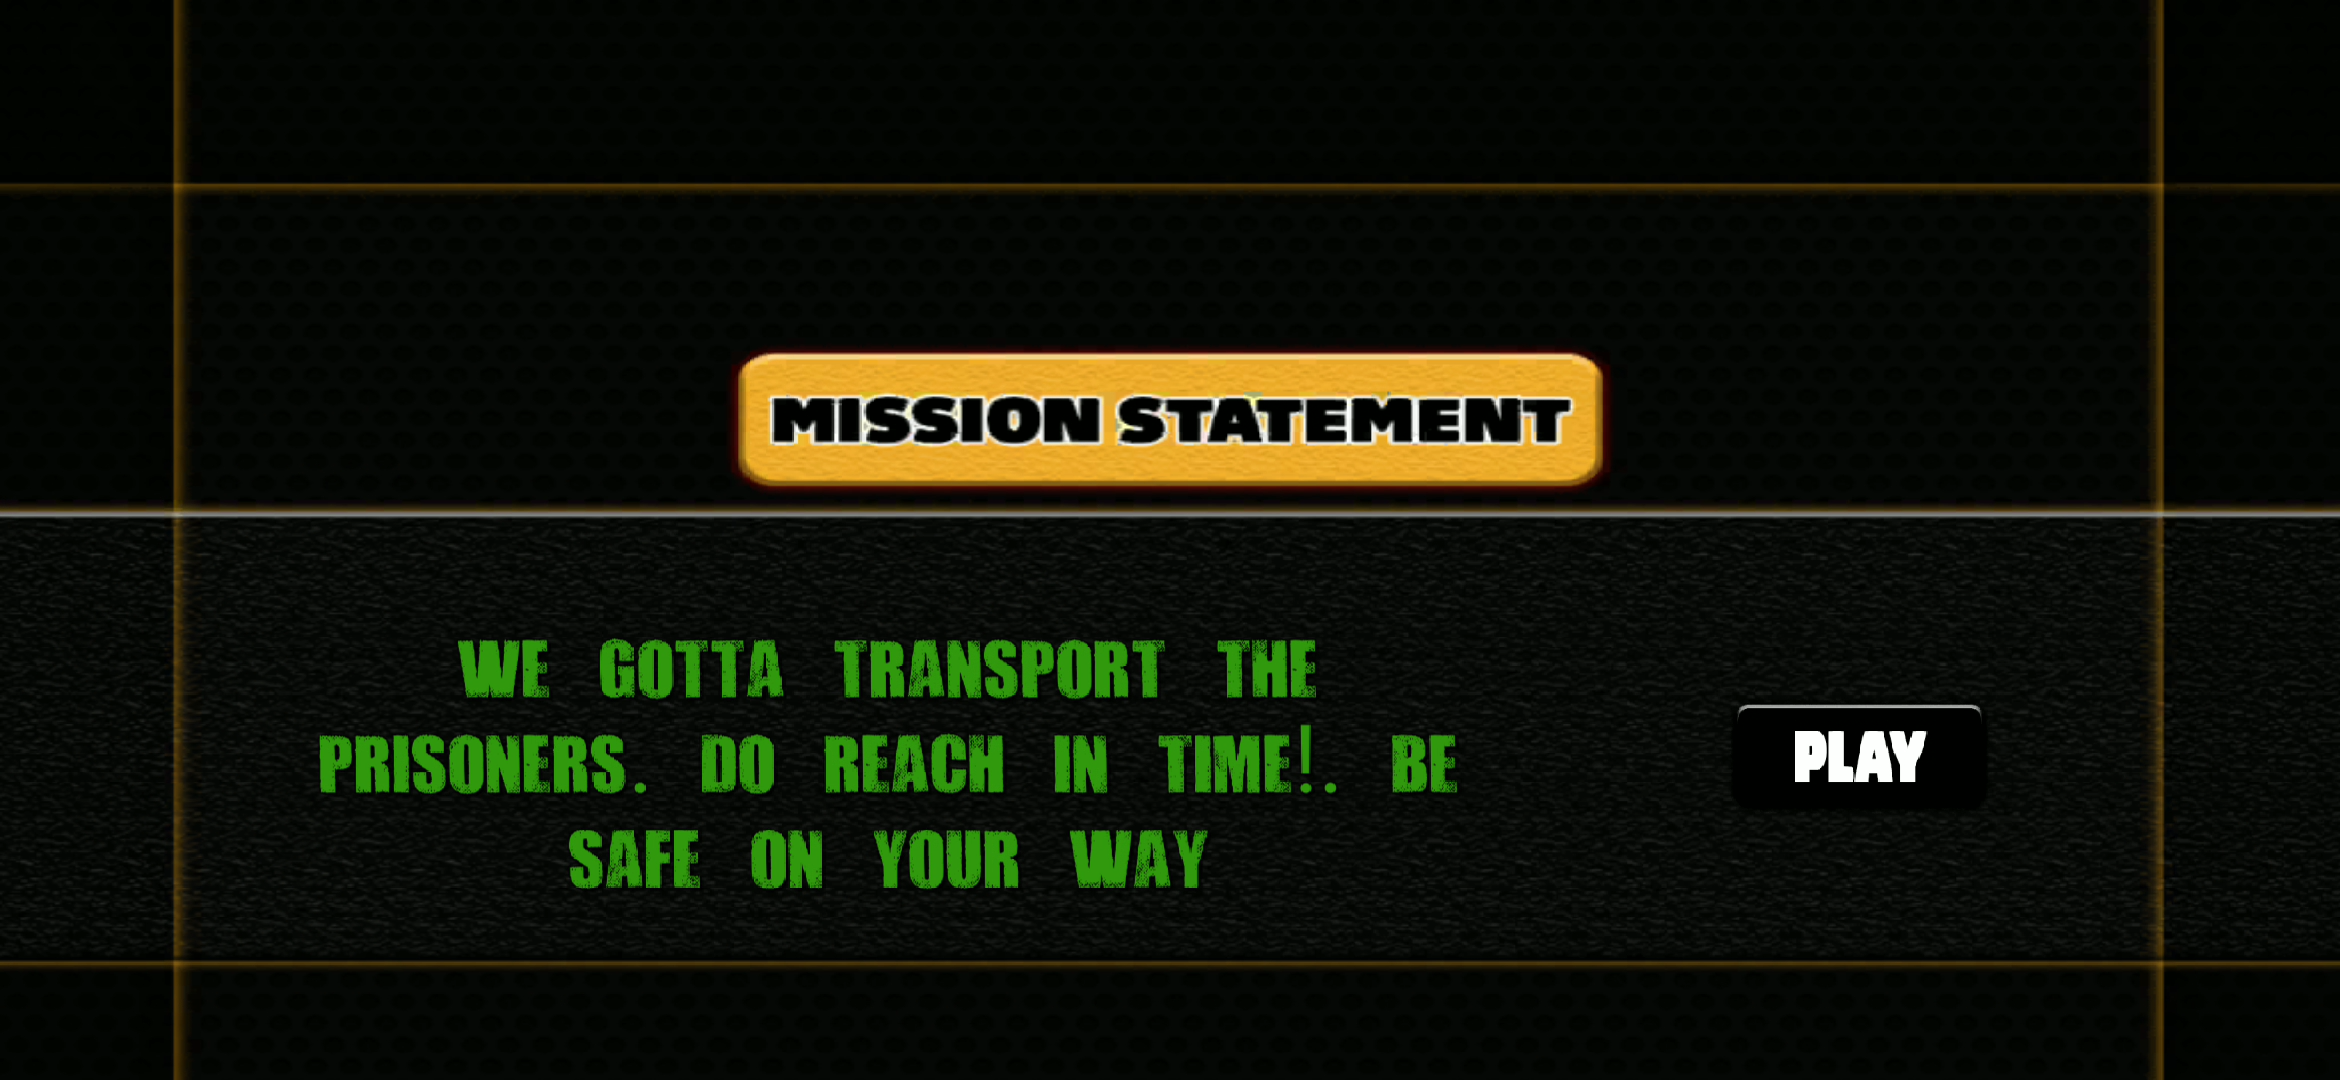 MISSION STATEMENT
WE GOTTA TRANSPORT THE
PRISONERS. DO REACH IN TIME!. BE
SAFE ON YOUR WAY
PLAY